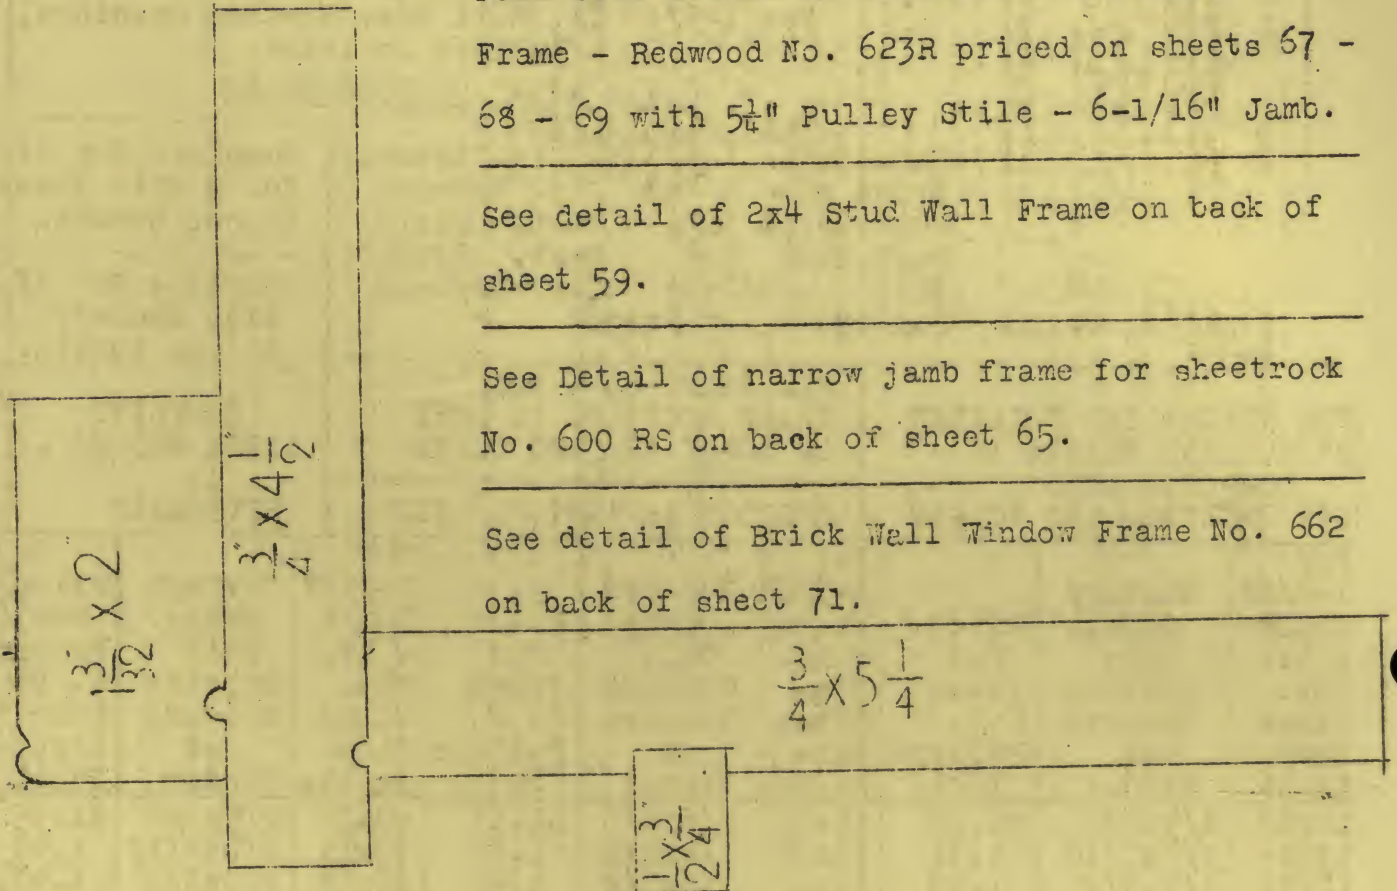 Frame - Redwood No. 623R priced on sheets 67 -
68 - 69 with 5¼" Pulley Stile - 6-1/16" Jamb.
See detail of 2x4 Stud Wall Frame on back of
sheet 59.
See Detail of narrow jamb frame for sheetrock
No. 600 RS on back of sheet 65.
See detail of Brick Wall Window Frame No. 662
on back of sheet 71.
1 3/32" x 2
3/4" x 4 1/2"
3/4 x 5 1/4
1/2 x 3/4"